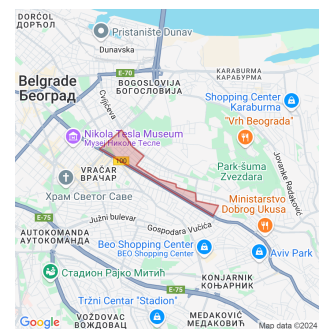 DORĆOL
ДОРЋОЛ
Pristanište Dunav
Dunavska
E-70
BOGOSLOVIJA
БОГОСЛОВИЈА
KARABURMA
КАРАБУРМА
Belgrade
Београд
Cvijićeva
Shopping Center
Karaburma
"Vrh Beograda"
Nikola Tesla Museum
Музеј Николе Тесле
100
Jovanke Radaković
VRAČAR
ВРАЧАР
Park-šuma
Zvezdara
Храм Светог Саве
Ministarstvo
Dobrog Ukusa
E-75
Južni bulevar
Gospodara Vučića
AUTOKOMANDA
АУТОКОМАНДА
Beo Shopping Center
BEO Shopping Center
Aviv Park
Стадион Рајко Митић
KONJARNIK
КОЊАРНИК
E-75
Tržni Centar "Stadion"
VOŽDOVAC
ВОЖДОВАЦ
MEDAKOVIĆ
МЕДАКОВИЋ
Google
Map data ©2024